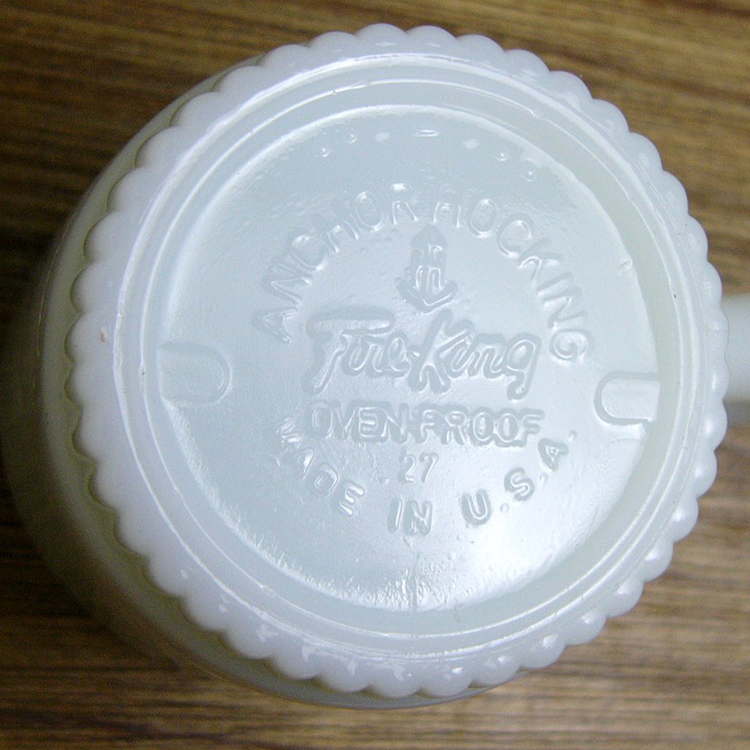 ANCHOR HOCKING
Fire-King
OVEN-PROOF
27
MADE IN U.S.A.